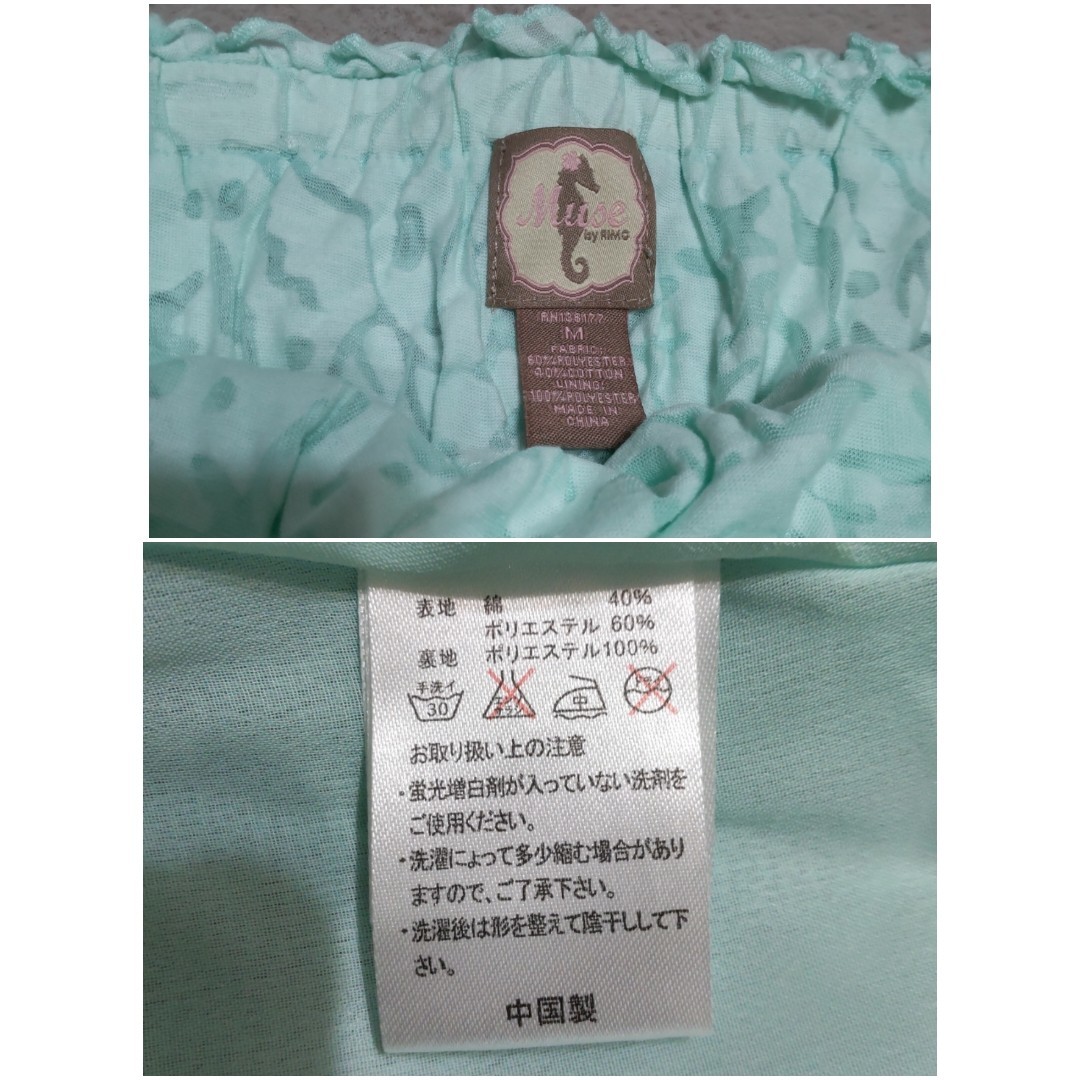 Muse
by RIMO
RN138177
M
FABRIC:
60%POLYESTER
40%COTTON
LINING:
100%POLYESTER
MADE IN
CHINA
表地 綿 40%
ポリエステル 60%
裏地 ポリエステル100%
手洗イ
30
中
お取り扱い上の注意
・蛍光増白剤が入っていない洗剤を
ご使用ください。
・洗濯によって多少縮む場合があり
ますので、ご了承下さい。
・洗濯後は形を整えて陰干しして下
さい。
中国製